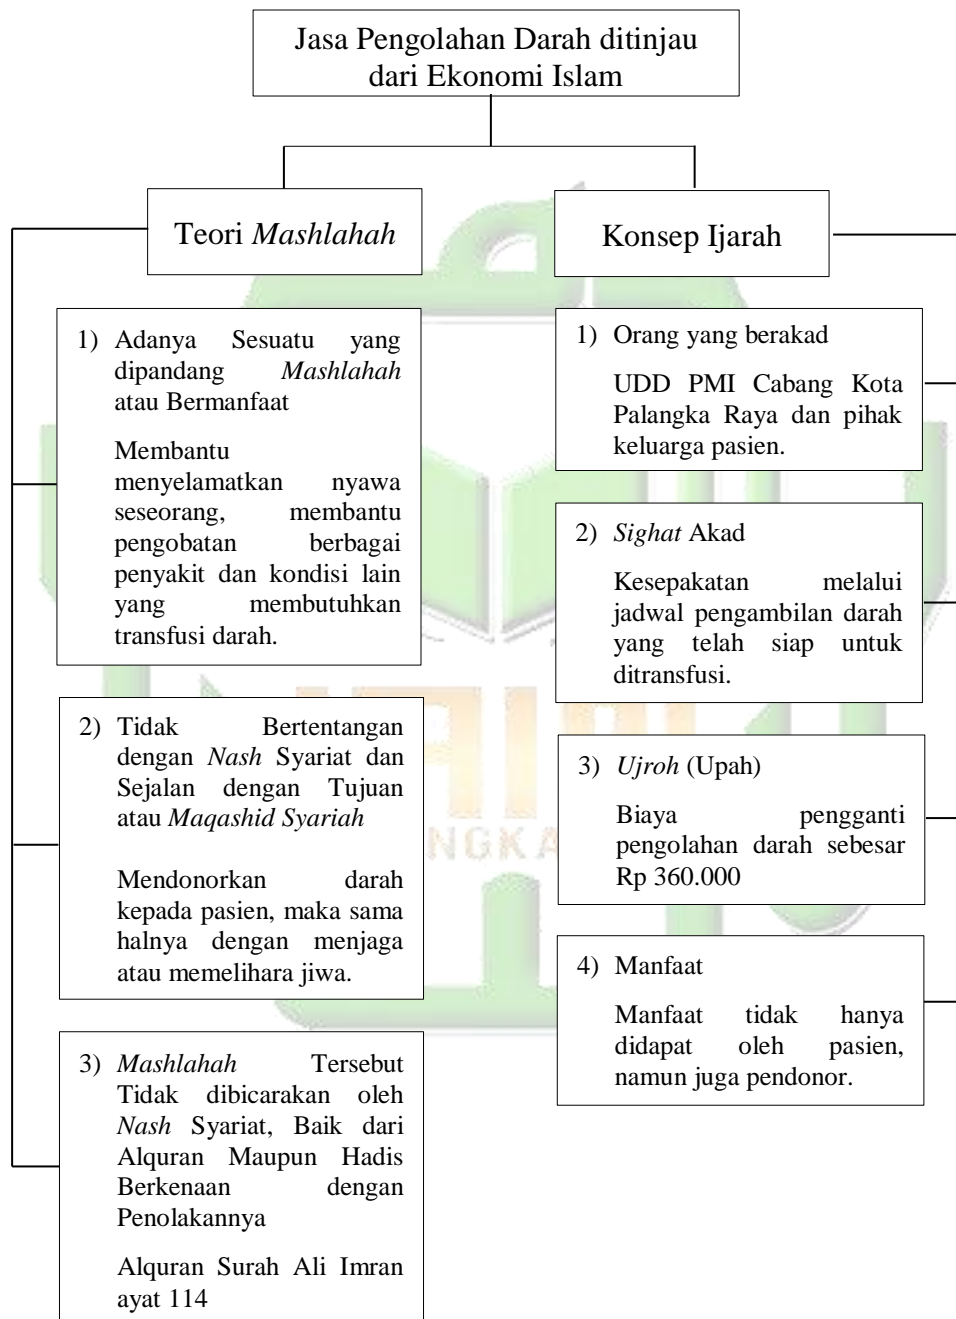 Jasa Pengolahan Darah ditinjau
dari Ekonomi Islam
Teori Mashlahah
1) Adanya Sesuatu yang
dipandang Mashlahah
atau Bermanfaat
Membantu
menyelamatkan nyawa
seseorang, membantu
pengobatan berbagai
penyakit dan kondisi lain
yang membutuhkan
transfusi darah.
2) Tidak Bertentangan
dengan Nash Syariat dan
Sejalan dengan Tujuan
atau Maqashid Syariah
Mendonorkan darah
kepada pasien, maka sama
halnya dengan menjaga
atau memelihara jiwa.
3) Mashlahah Tersebut
Tidak dibicarakan oleh
Nash Syariat, Baik dari
Alquran Maupun Hadis
Berkenaan dengan
Penolakannya
Alquran Surah Ali Imran
ayat 114
Konsep Ijarah
1) Orang yang berakad
UDD PMI Cabang Kota
Palangka Raya dan pihak
keluarga pasien.
2) Sighat Akad
Kesepakatan melalui
jadwal pengambilan darah
yang telah siap untuk
ditransfusi.
3) Ujroh (Upah)
Biaya pengganti
pengolahan darah sebesar
Rp 360.000
4) Manfaat
Manfaat tidak hanya
didapat oleh pasien,
namun juga pendonor.